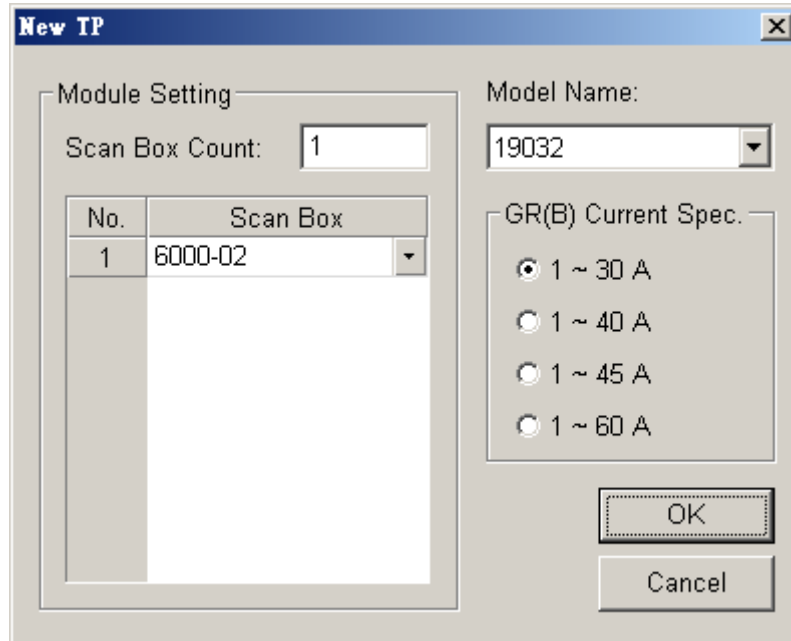 New TP
Module Setting
Scan Box Count: 1
No. Scan Box
1 6000-02
Model Name:
19032
GR(B) Current Spec.
1 ~ 30 A
1 ~ 40 A
1 ~ 45 A
1 ~ 60 A
OK
Cancel